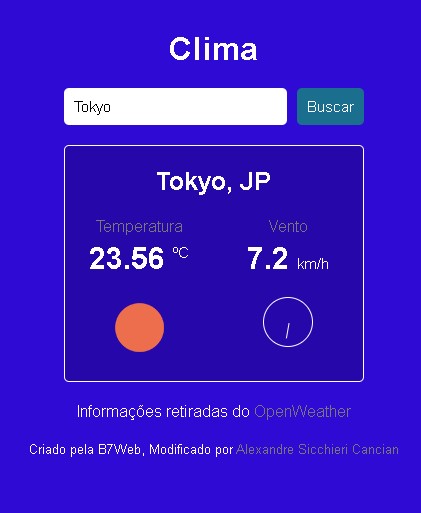 Clima
Tokyo Buscar
Tokyo, JP
Temperatura Vento
23.56 ºC 7.2 km/h
Informações retiradas do OpenWeather
Criado pela B7Web, Modificado por Alexandre Sicchieri Cancian